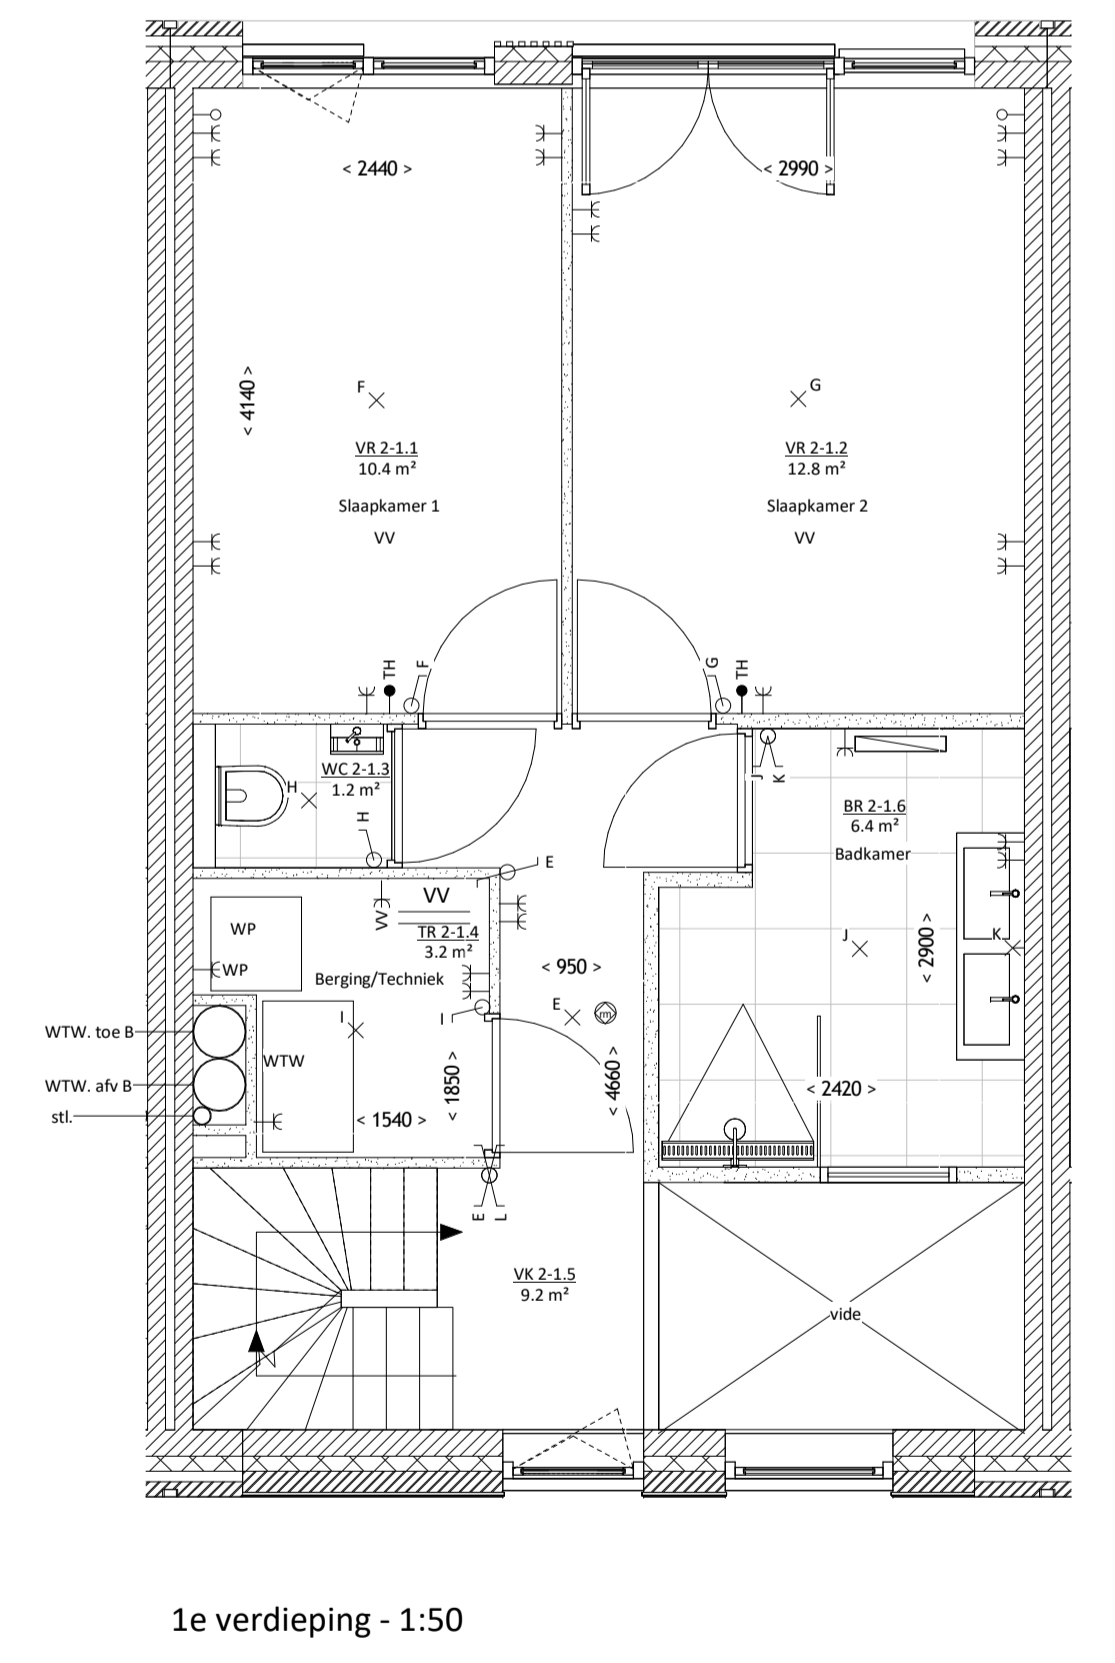 < 2440 >
< 2990 >
< 4140 >
F
G
VR 2-1.1
10.4 m²
Slaapkamer 1
VV
VR 2-1.2
12.8 m²
Slaapkamer 2
VV
TH
F
G
TH
WC 2-1.3
1.2 m²
H
H
J
K
BR 2-1.6
6.4 m²
Badkamer
E
VV
VV
WP
TR 2-1.4
3.2 m²
WP
Berging/Techniek
< 950 >
J
< 2900 >
K
E
m
I
I
WTW. toe B
WTW
WTW. afv B
stl.
< 1540 >
< 1850 >
< 4660 >
< 2420 >
E
L
VK 2-1.5
9.2 m²
vide
1e verdieping - 1:50